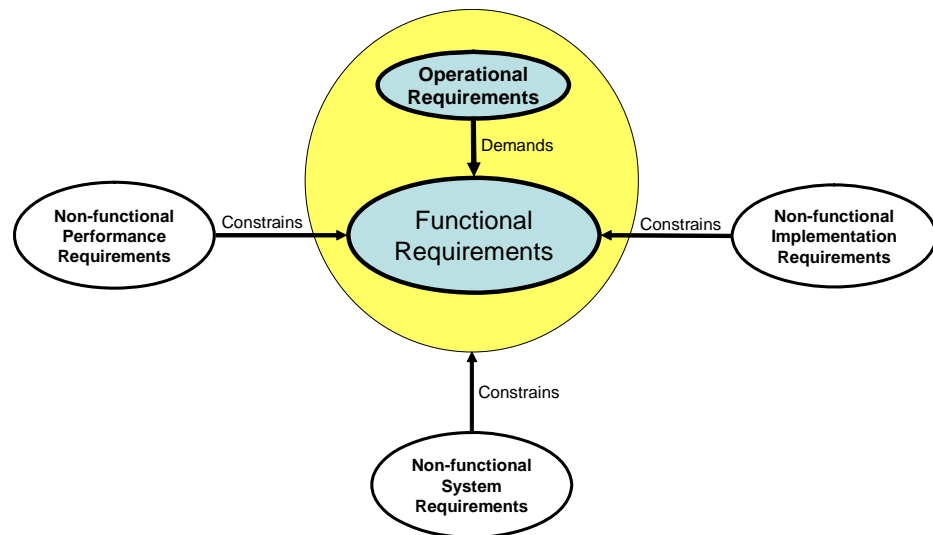 Operational
Requirements
Demands
Functional
Requirements
Non-functional
Performance
Requirements
Constrains
Constrains
Non-functional
Implementation
Requirements
Constrains
Non-functional
System
Requirements